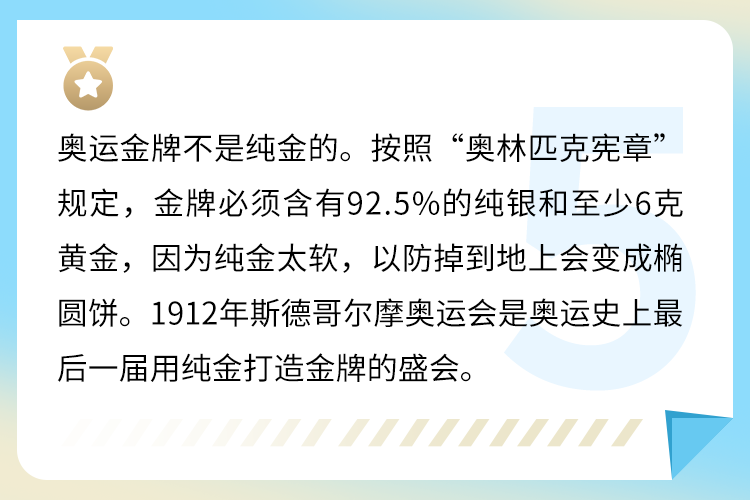 5
奥运金牌不是纯金的。按照“奥林匹克宪章”
规定，金牌必须含有92.5%的纯银和至少6克
黄金，因为纯金太软，以防掉到地上会变成椭
圆饼。1912年斯德哥尔摩奥运会是奥运史上最
后一届用纯金打造金牌的盛会。